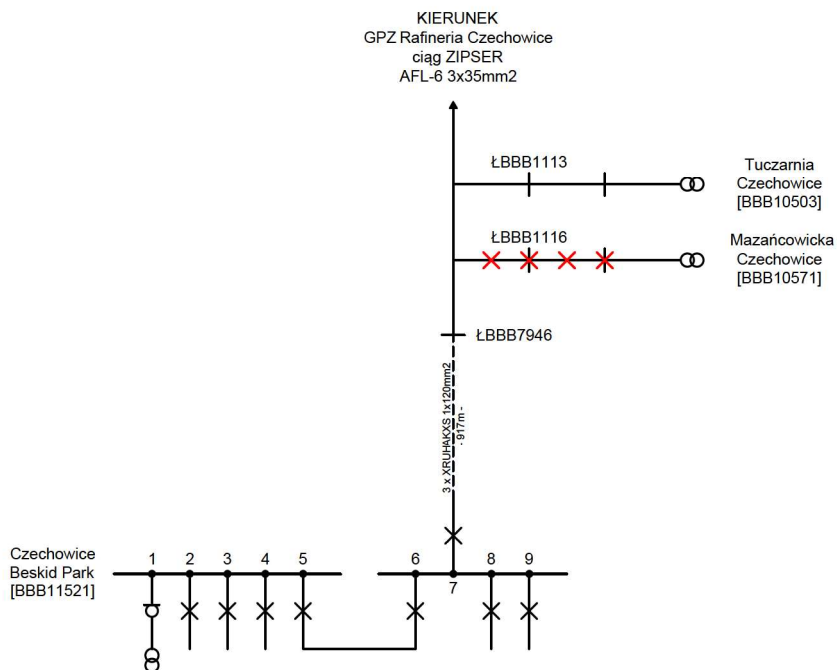 KIERUNEK
GPZ Rafineria Czechowice
ciąg ZIPSER
AFL-6 3x35mm2
ŁBBB1113
Tuczarnia
Czechowice
[BBB10503]
ŁBBB1116
Mazańcowicka
Czechowice
[BBB10571]
ŁBBB7946
3 x XRUHAKXS 1x120mm2
- 917m -
Czechowice
Beskid Park
[BBB11521]
1 2 3 4 5 6 7 8 9